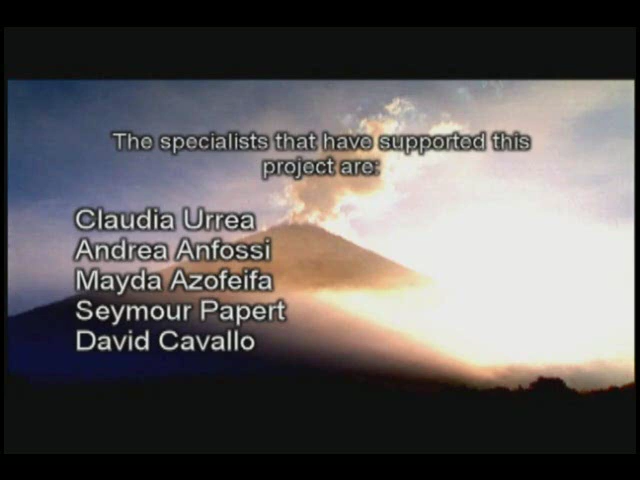 The specialists that have supported this
project are:
Claudia Urrea
Andrea Anfossi
Mayda Azofeifa
Seymour Papert
David Cavallo